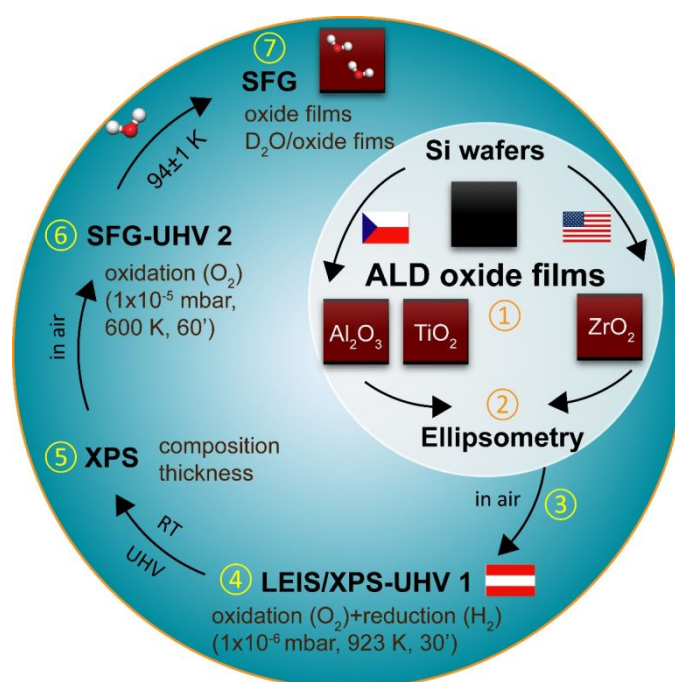 ⑦
SFG
oxide films
D₂O/oxide fims
94±1 K
Si wafers
ALD oxide films
①
Al₂O₃
TiO₂
ZrO₂
②
Ellipsometry
in air
③
④ LEIS/XPS-UHV 1
oxidation (O₂)+reduction (H₂)
(1x10⁻⁶ mbar, 923 K, 30’)
RT
UHV
⑤ XPS
composition
thickness
in air
⑥ SFG-UHV 2
oxidation (O₂)
(1x10⁻⁵ mbar,
600 K, 60’)